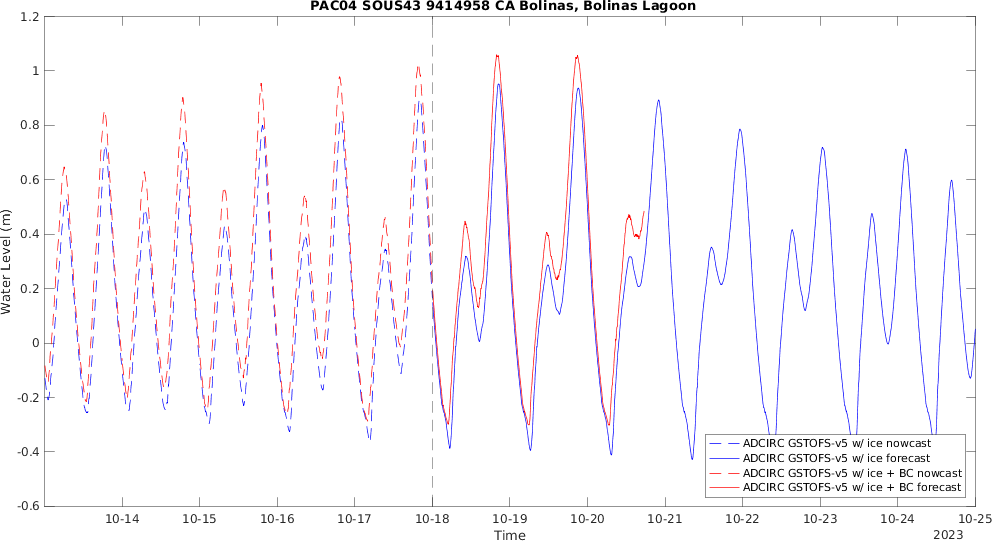 PAC04 SOUS43 9414958 CA Bolinas, Bolinas Lagoon
1.2
1
0.8
0.6
0.4
0.2
0
-0.2
-0.4
-0.6
Water Level (m)
10-14 10-15 10-16 10-17 10-18 10-19 10-20 10-21 10-22 10-23 10-24 10-25
Time
2023
ADCIRC GSTOFS-v5 w/ ice nowcast
ADCIRC GSTOFS-v5 w/ ice forecast
ADCIRC GSTOFS-v5 w/ ice + BC nowcast
ADCIRC GSTOFS-v5 w/ ice + BC forecast